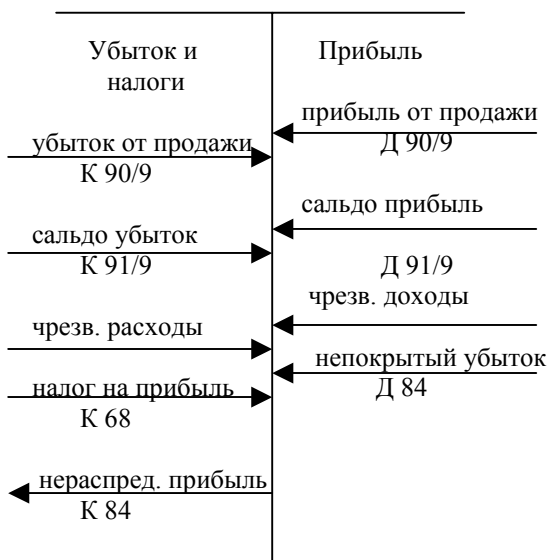 Убыток и
налоги
убыток от продажи
К 90/9
сальдо убыток
К 91/9
чрезв. расходы
налог на прибыль
К 68
нераспред. прибыль
К 84
Прибыль
прибыль от продажи
Д 90/9
сальдо прибыль
Д 91/9
чрезв. доходы
непокрытый убыток
Д 84